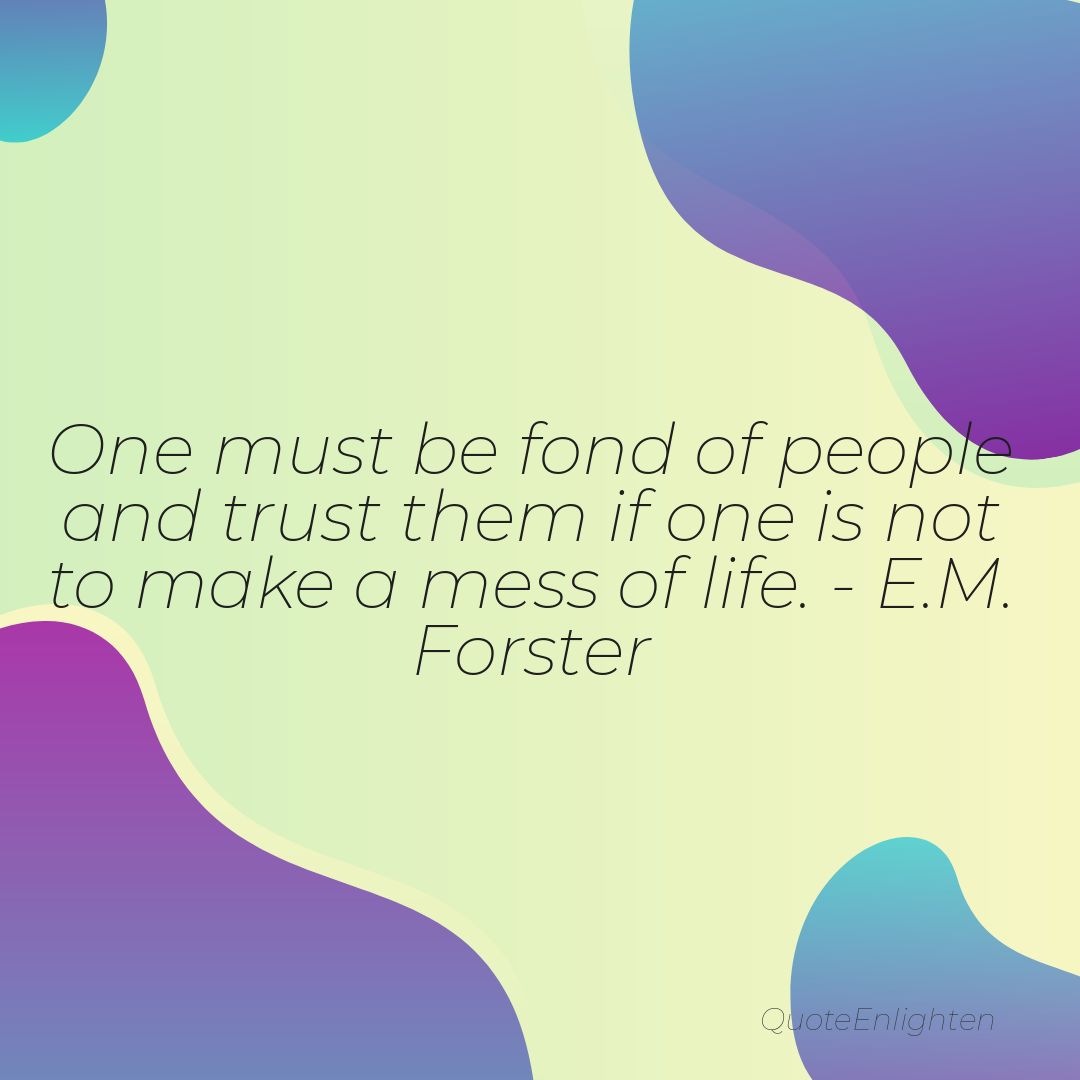 One must be fond of people
and trust them if one is not
to make a mess of life. - E.M.
Forster
QuoteEnlighten